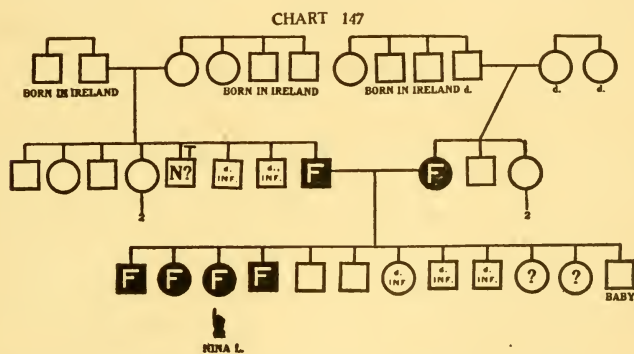 CHART 147
BORN IN IRELAND BORN IN IRELAND BORN IN IRELAND d. d. d.
T
N? d. INF. d. INF. F F
2 2
F F F F d. INF d. INF. d. INF. ? ?
BABY
NINA L.